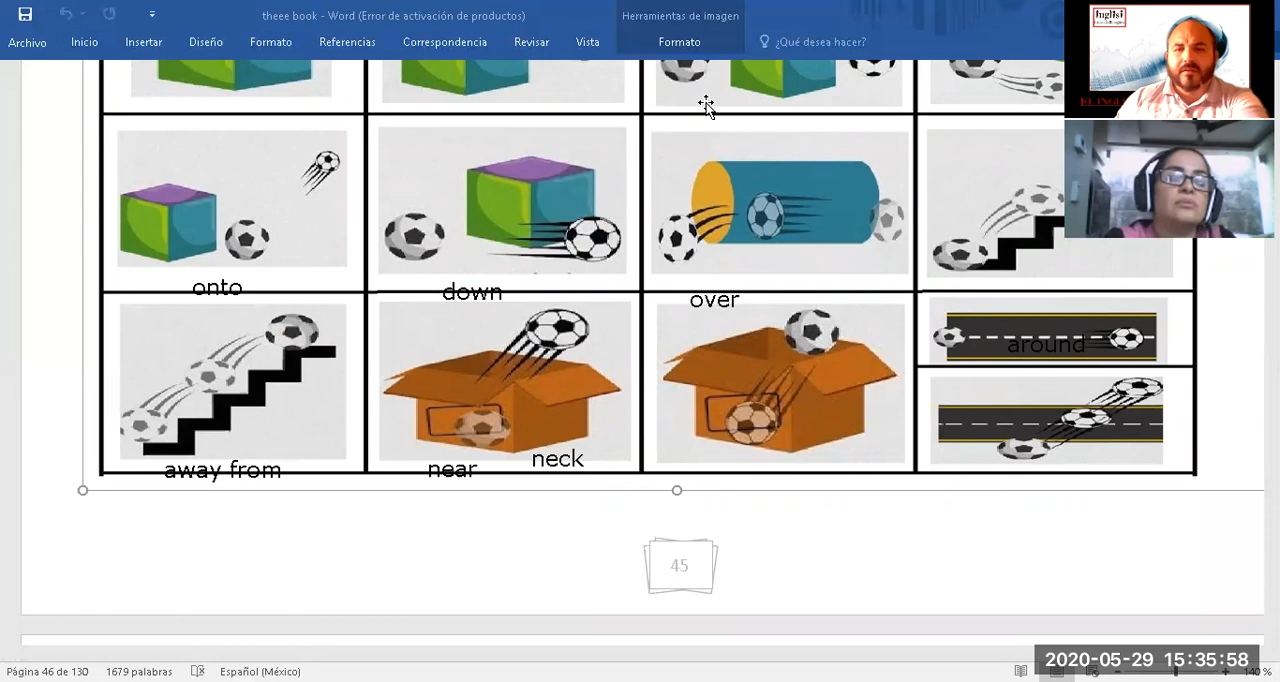 theee book - Word (Error de activación de productos)
Herramientas de imagen
Archivo Inicio Insertar Diseño Formato Referencias Correspondencia Revisar Vista Formato ¿Qué desea hacer?
Inglisi
onto
down
over
around
away from
near
neck
45
Página 46 de 130 1679 palabras Español (México)
2020-05-29 15:35:58
140 %